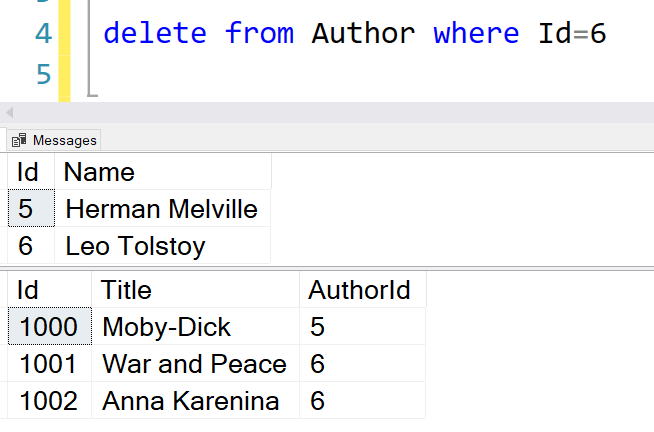 4 delete from Author where Id=6
5
Messages
Id Name
5 Herman Melville
6 Leo Tolstoy
Id Title AuthorId
1000 Moby-Dick 5
1001 War and Peace 6
1002 Anna Karenina 6